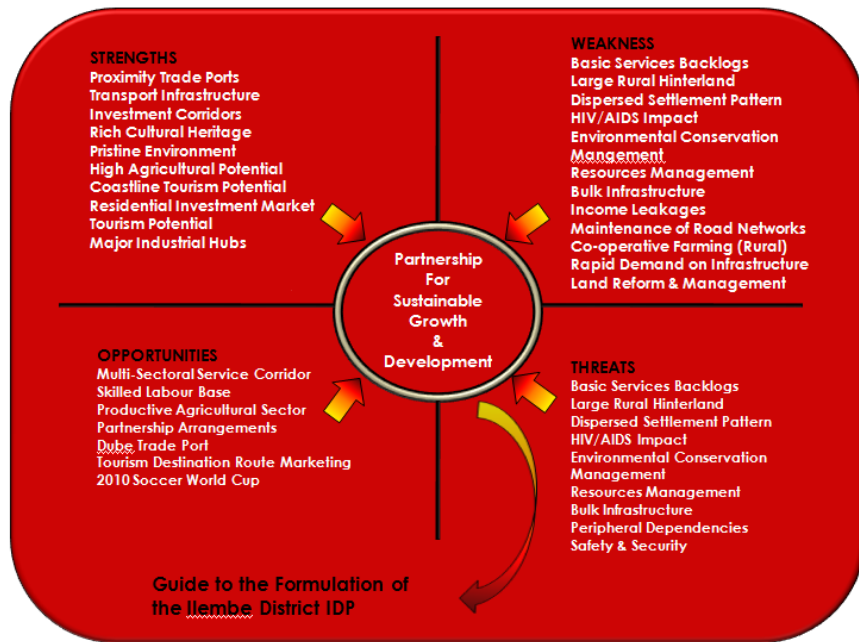 STRENGTHS
Proximity Trade Ports
Transport Infrastructure
Investment Corridors
Rich Cultural Heritage
Pristine Environment
High Agricultural Potential
Coastline Tourism Potential
Residential Investment Market
Tourism Potential
Major Industrial Hubs
WEAKNESS
Basic Services Backlogs
Large Rural Hinterland
Dispersed Settlement Pattern
HIV/AIDS Impact
Environmental Conservation
Mangement
Resources Management
Bulk Infrastructure
Income Leakages
Maintenance of Road Networks
Co-operative Farming (Rural)
Rapid Demand on Infrastructure
Land Reform & Management
Partnership
For
Sustainable
Growth
&
Development
OPPORTUNITIES
Multi-Sectoral Service Corridor
Skilled Labour Base
Productive Agricultural Sector
Partnership Arrangements
Dube Trade Port
Tourism Destination Route Marketing
2010 Soccer World Cup
THREATS
Basic Services Backlogs
Large Rural Hinterland
Dispersed Settlement Pattern
HIV/AIDS Impact
Environmental Conservation
Management
Resources Management
Bulk Infrastructure
Peripheral Dependencies
Safety & Security
Guide to the Formulation of
the Ilembe District IDP